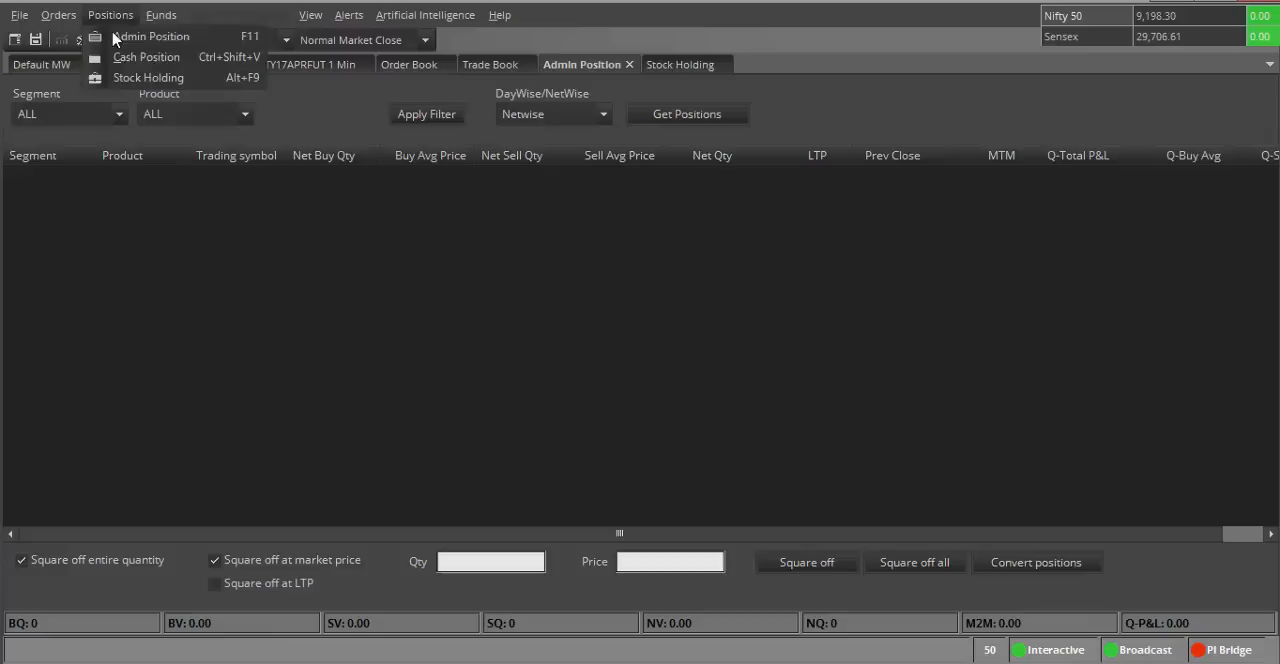 File Orders Positions Funds View Alerts Artificial Intelligence Help
Nifty 50 9,198.30 0.00
Admin Position F11
Normal Market Close
Sensex 29,706.61 0.00
Cash Position Ctrl+Shift+V
Default MW Y17APRFUT 1 Min Order Book Trade Book Admin Position Stock Holding
Stock Holding Alt+F9
Segment Product DayWise/NetWise
ALL ALL Apply Filter Netwise Get Positions
Segment Product Trading symbol Net Buy Qty Buy Avg Price Net Sell Qty Sell Avg Price Net Qty LTP Prev Close MTM Q-Total P&L Q-Buy Avg Q-S
Square off entire quantity Square off at market price Qty Price Square off Square off all Convert positions
Square off at LTP
BQ: 0 BV: 0.00 SV: 0.00 SQ: 0 NV: 0.00 NQ: 0 M2M: 0.00 Q-P&L: 0.00
50 Interactive Broadcast PI Bridge